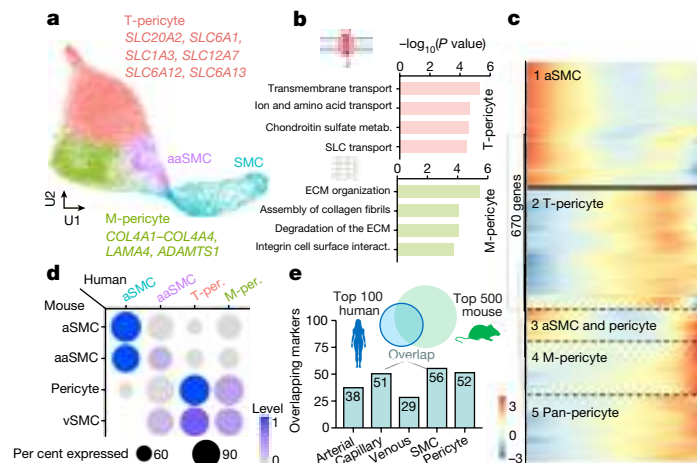 a
T-pericyte
SLC20A2, SLC6A1,
SLC1A3, SLC12A7
SLC6A12, SLC6A13
aaSMC
SMC
U2
U1
M-pericyte
COL4A1–COL4A4,
LAMA4, ADAMTS1
b
–log10(P value)
0 2 4 6
Transmembrane transport
Ion and amino acid transport
Chondroitin sulfate metab.
SLC transport
T-pericyte
0 2 4 6
ECM organization
Assembly of collagen fibrils
Degradation of the ECM
Integrin cell surface interact.
M-pericyte
c
670 genes
1 aSMC
2 T-pericyte
3 aSMC and pericyte
4 M-pericyte
5 Pan-pericyte
3
0
−3
d
Human
Mouse
aSMC
aaSMC
T-per.
M-per.
aSMC
aaSMC
Pericyte
vSMC
Level
1
0
Per cent expressed
60
90
e
Top 100
human
Top 500
mouse
Overlap
Overlapping markers
100
75
50
25
0
38
51
29
56
52
Arterial
Capillary
Venous
SMC
Pericyte